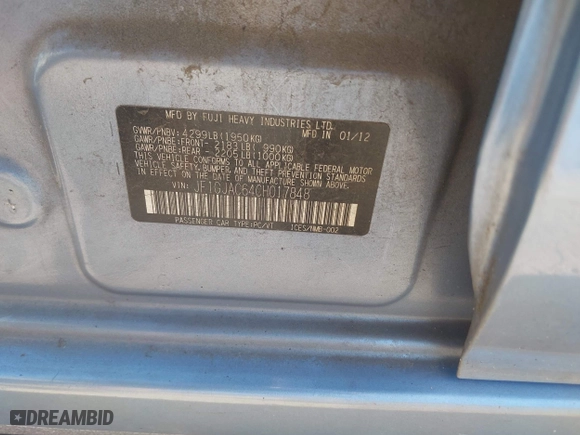 MFD BY FUJI HEAVY INDUSTRIES LTD.
GVWR/PNBV: 4299LB(1950KG) MFD IN 01/12
GAWR/PNBE:FRONT- 2183LB( 990KG)
GAWR/PNBE:REAR - 2205LB(1000KG)
THIS VEHICLE CONFORMS TO ALL APPLICABLE FEDERAL MOTOR
VEHICLE SAFETY, BUMPER, AND THEFT PREVENTION STANDARDS
IN EFFECT ON THE DATE OF MANUFACTURE SHOWN ABOVE.
VIN: JF1GJAC64CH017848
PASSENGER CAR TYPE:PC/VT ICES/NMB-002
DREAMBID